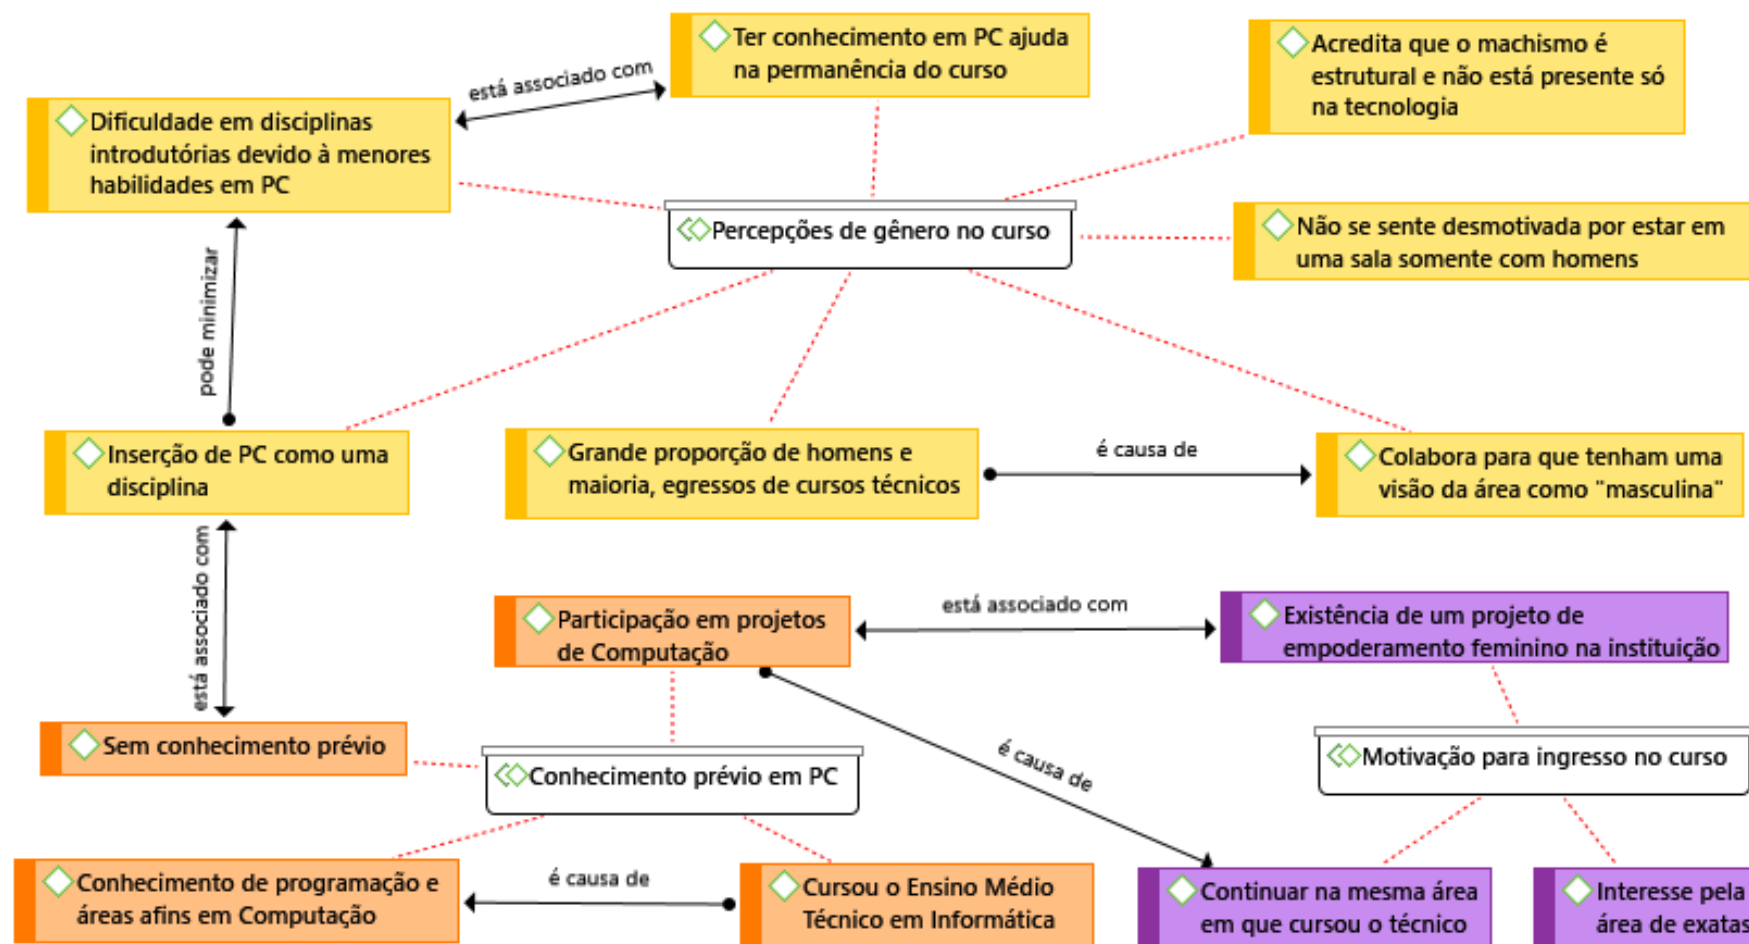 Ter conhecimento em PC ajuda
na permanência do curso
Acredita que o machismo é
estrutural e não está presente só
na tecnologia
está associado com
Dificuldade em disciplinas
introdutórias devido à menores
habilidades em PC
Percepções de gênero no curso
Não se sente desmotivada por estar em
uma sala somente com homens
pode minimizar
Inserção de PC como uma
disciplina
Grande proporção de homens e
maioria, egressos de cursos técnicos
é causa de
Colabora para que tenham uma
visão da área como "masculina"
está associado com
Participação em projetos
de Computação
está associado com
Existência de um projeto de
empoderamento feminino na instituição
Sem conhecimento prévio
Conhecimento prévio em PC
é causa de
Motivação para ingresso no curso
Conhecimento de programação e
áreas afins em Computação
é causa de
Cursou o Ensino Médio
Técnico em Informática
Continuar na mesma área
em que cursou o técnico
Interesse pela
área de exatas